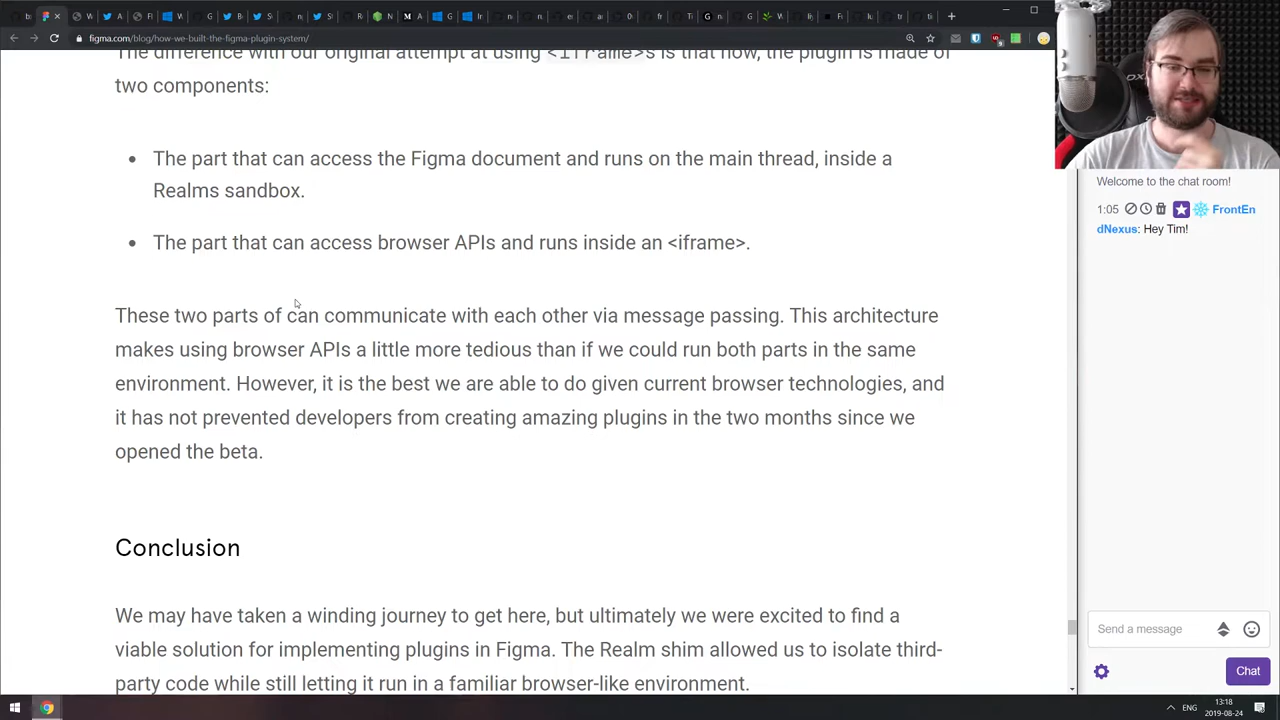 figma.com/blog/how-we-built-the-figma-plugin-system/
The difference with our original attempt at using <iframe>s is that now, the plugin is made of
two components:
The part that can access the Figma document and runs on the main thread, inside a
Realms sandbox.
The part that can access browser APIs and runs inside an <iframe>.
These two parts of can communicate with each other via message passing. This architecture
makes using browser APIs a little more tedious than if we could run both parts in the same
environment. However, it is the best we are able to do given current browser technologies, and
it has not prevented developers from creating amazing plugins in the two months since we
opened the beta.
Conclusion
We may have taken a winding journey to get here, but ultimately we were excited to find a
viable solution for implementing plugins in Figma. The Realm shim allowed us to isolate third-
party code while still letting it run in a familiar browser-like environment.
Welcome to the chat room!
1:05 FrontEn
dNexus: Hey Tim!
Send a message
Chat
ENG
13:18
2019-08-24